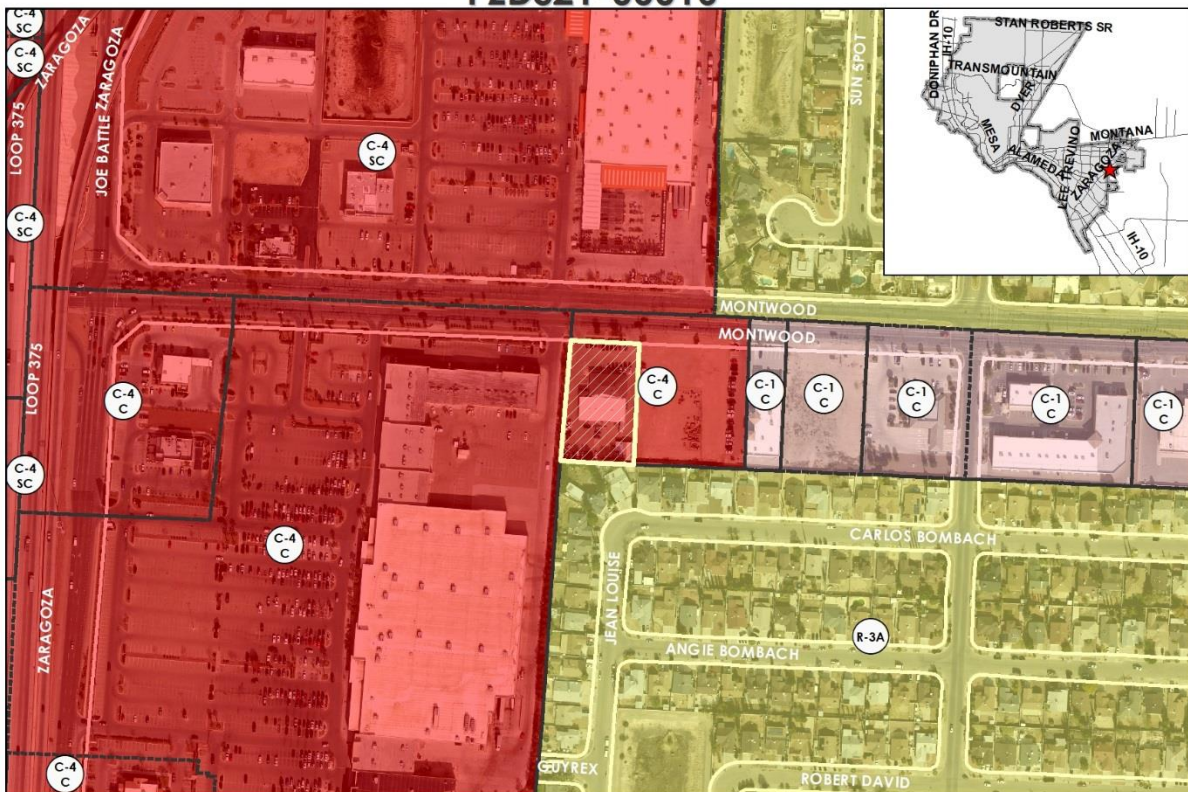 C-4
SC
C-4
SC
ZARAGOZA
LOOP 375
JOE BATTLE ZARAGOZA
C-4
SC
C-4
SC
SUN SPOT
DONIPHAN DR
IH-10
STAN ROBERTS SR
TRANSMOUNTAIN
DYER
MESA
MONTANA
ALAMEDA
LEE TREVINO
ZARAGOZA
IH-10
MONTWOOD
MONTWOOD
LOOP 375
C-4
C
C-4
C
C-1
C
C-1
C
C-1
C
C-1
C
C-1
C
C-4
SC
C-4
C
CARLOS BOMBACH
JEAN LOUISE
ZARAGOZA
R-3A
ANGIE BOMBACH
C-4
C
GUYREX
ROBERT DAVID